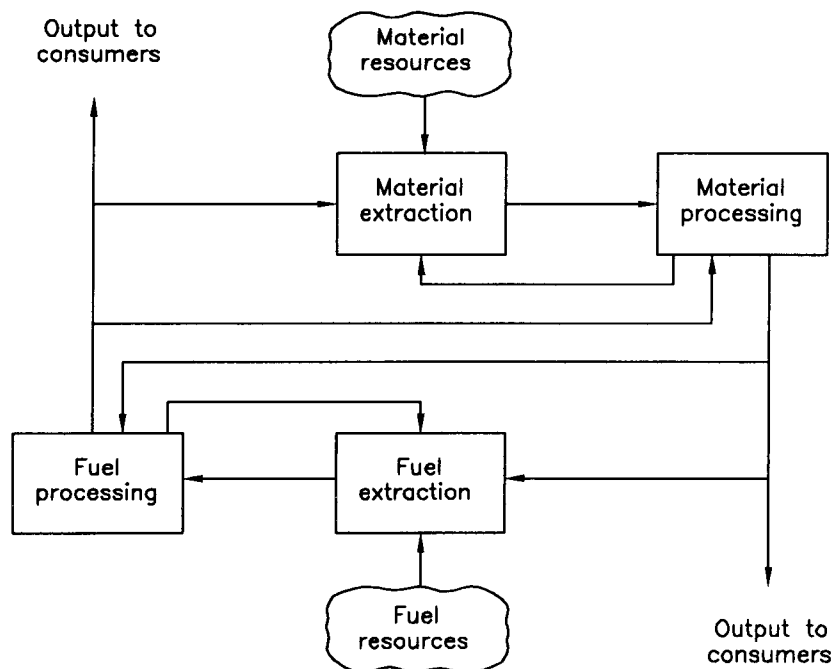 Output to
consumers
Material
resources
Material
extraction
Material
processing
Fuel
processing
Fuel
extraction
Fuel
resources
Output to
consumers